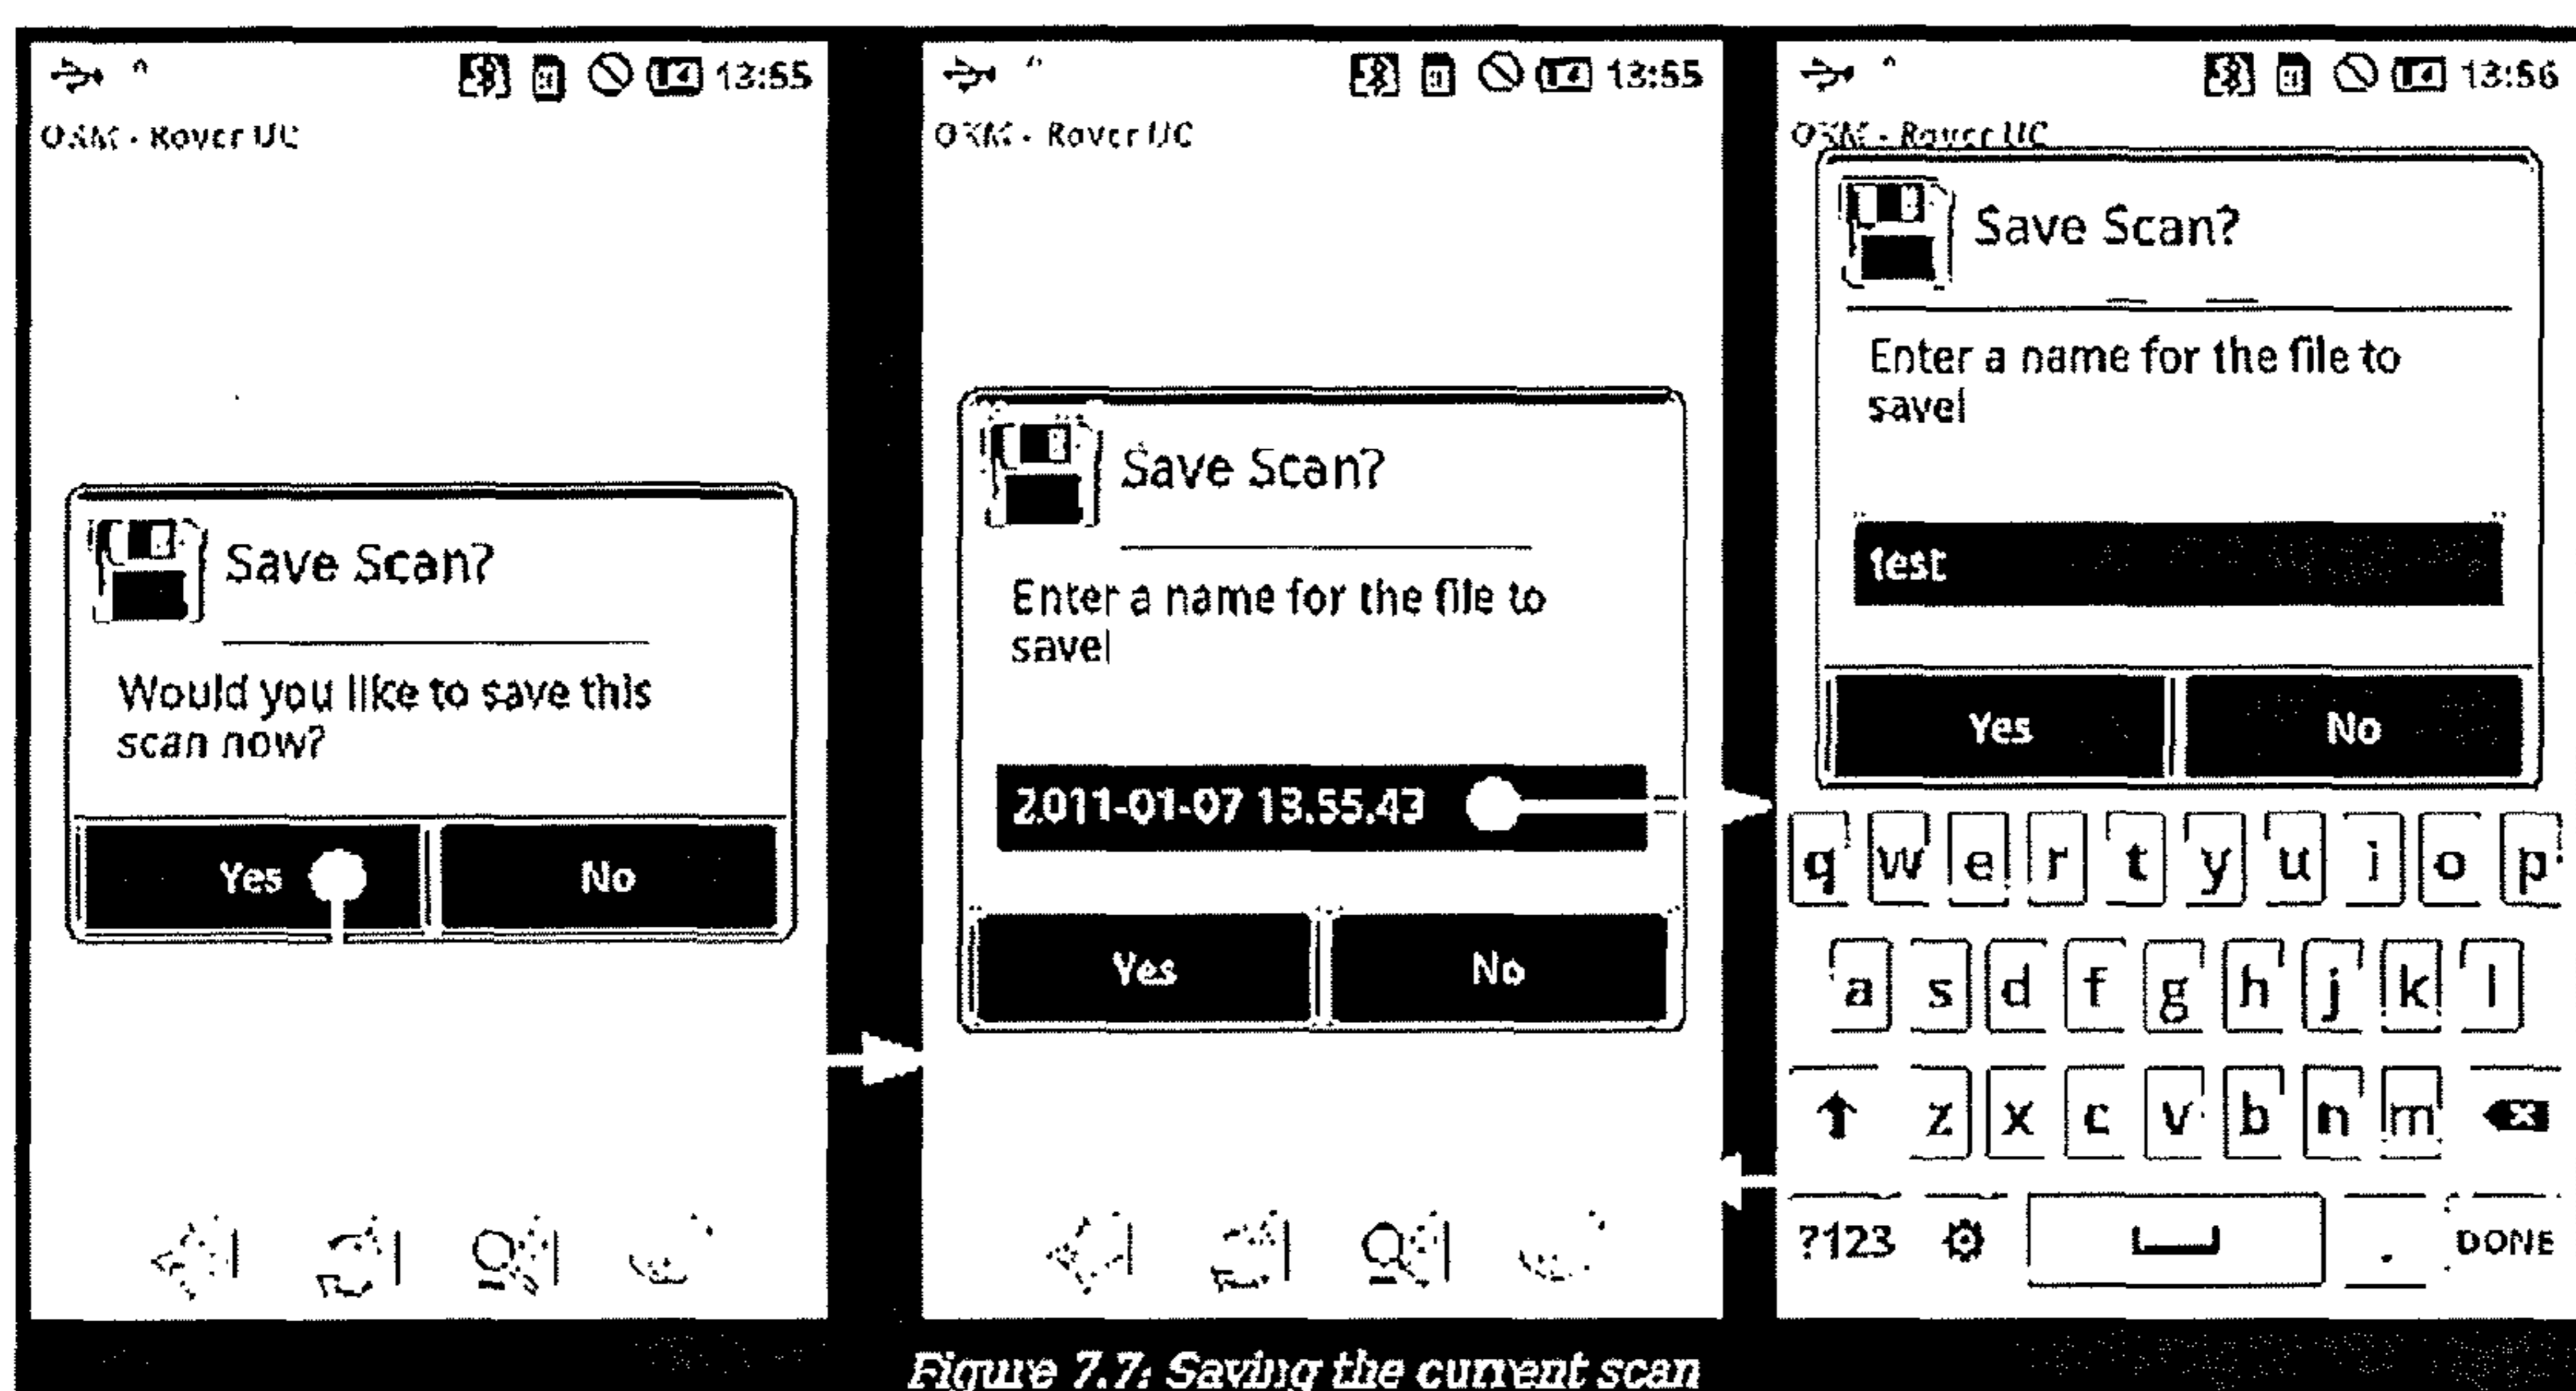 13:55
OKM - Rover UC
Save Scan?
Would you like to save this
scan now?
Yes No
13:55
OKM - Rover UC
Save Scan?
Enter a name for the file to
save!
2011-01-07 13.55.43
Yes No
13:56
OKM - Rover UC
Save Scan?
Enter a name for the file to
save!
test
Yes No
q w e r t y u i o p
a s d f g h j k l
z x c v b n m
?123 . DONE
Figure 7.7: Saving the current scan